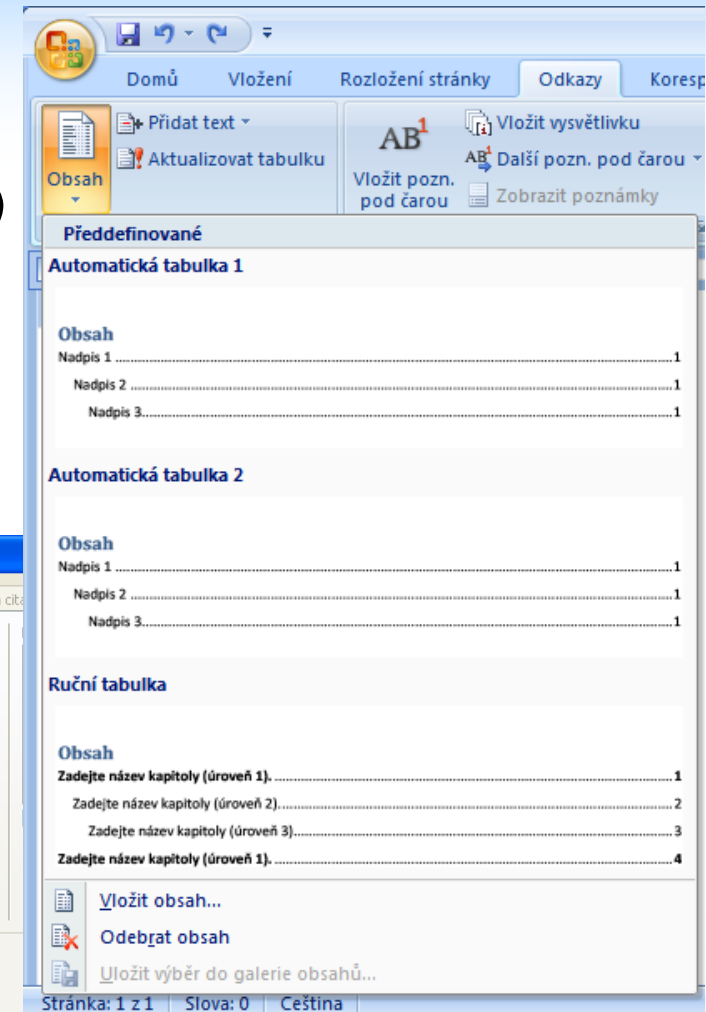 Domů Vložení Rozložení stránky Odkazy Koresp
Obsah
Přidat text
Aktualizovat tabulku
AB1
Vložit pozn.
pod čarou
Vložit vysvětlivku
AB1 Další pozn. pod čarou
Zobrazit poznámky
)
Předdefinované
Automatická tabulka 1
Obsah
Nadpis 1 ........ 1
Nadpis 2 ........ 1
Nadpis 3 ........ 1
Automatická tabulka 2
Obsah
Nadpis 1 ........ 1
Nadpis 2 ........ 1
Nadpis 3 ........ 1
Ruční tabulka
Obsah
Zadejte název kapitoly (úroveň 1). ........ 1
Zadejte název kapitoly (úroveň 2). ........ 2
Zadejte název kapitoly (úroveň 3) ........ 3
Zadejte název kapitoly (úroveň 1). ........ 4
Vložit obsah...
Odebrat obsah
Uložit výběr do galerie obsahů...
Stránka: 1 z 1 Slova: 0 Čeština